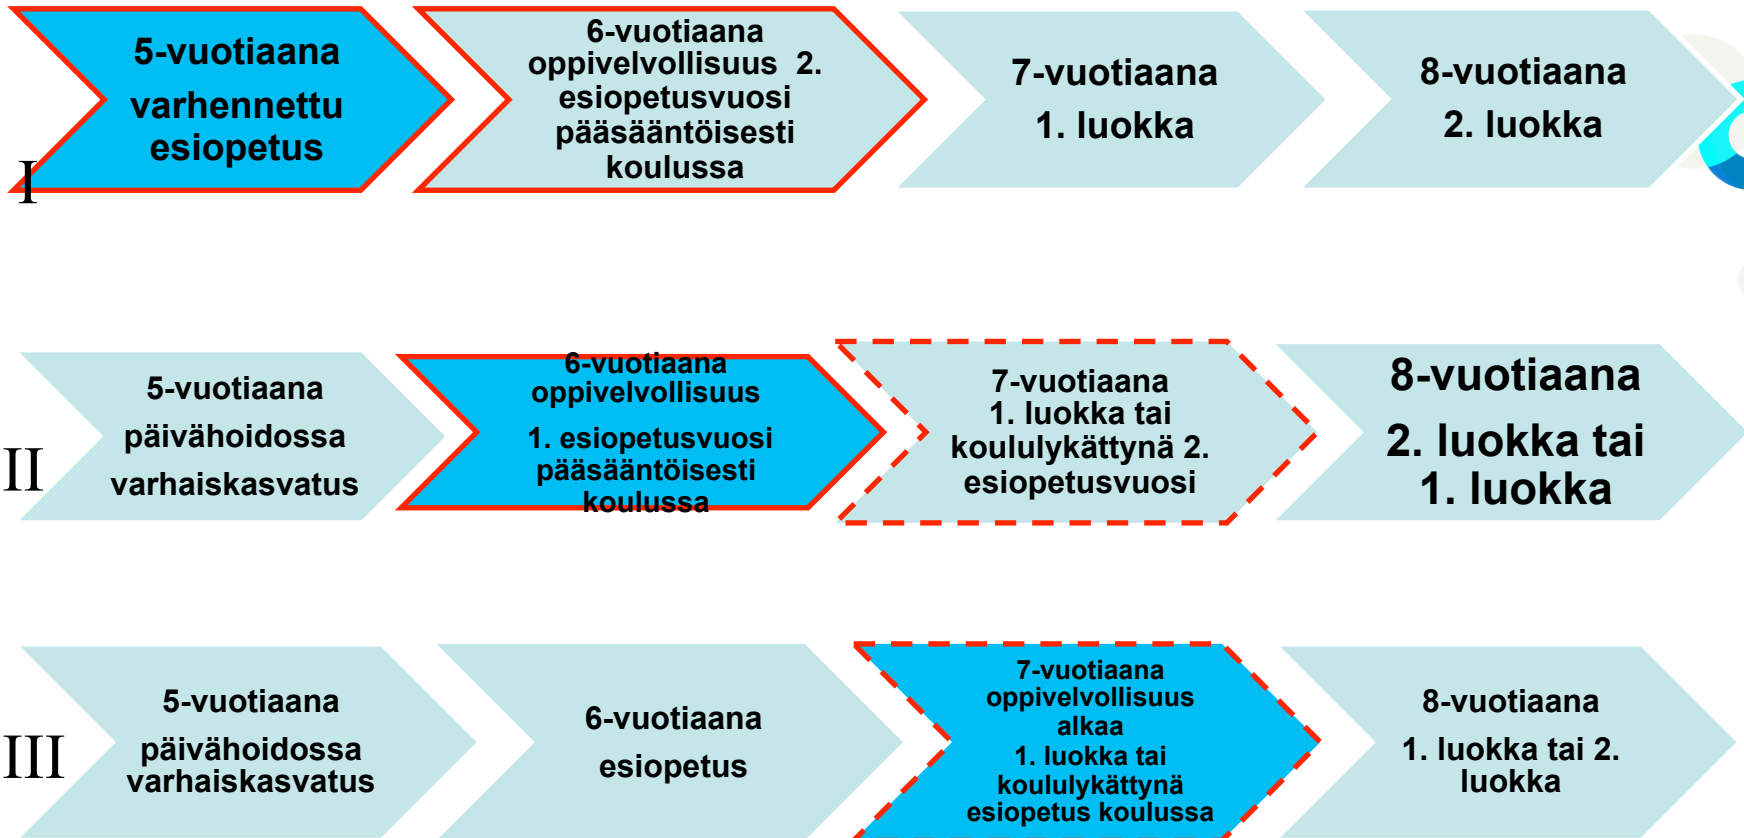 I
5-vuotiaana
varhennettu
esiopetus
6-vuotiaana
oppivelvollisuus 2.
esiopetusvuosi
pääsääntöisesti
koulussa
7-vuotiaana
1. luokka
8-vuotiaana
2. luokka
II
5-vuotiaana
päivähoidossa
varhaiskasvatus
6-vuotiaana
oppivelvollisuus
1. esiopetusvuosi
pääsääntöisesti
koulussa
7-vuotiaana
1. luokka tai
koululykättynä 2.
esiopetusvuosi
8-vuotiaana
2. luokka tai
1. luokka
III
5-vuotiaana
päivähoidossa
varhaiskasvatus
6-vuotiaana
esiopetus
7-vuotiaana
oppivelvollisuus
alkaa
1. luokka tai
koululykättynä
esiopetus koulussa
8-vuotiaana
1. luokka tai 2.
luokka